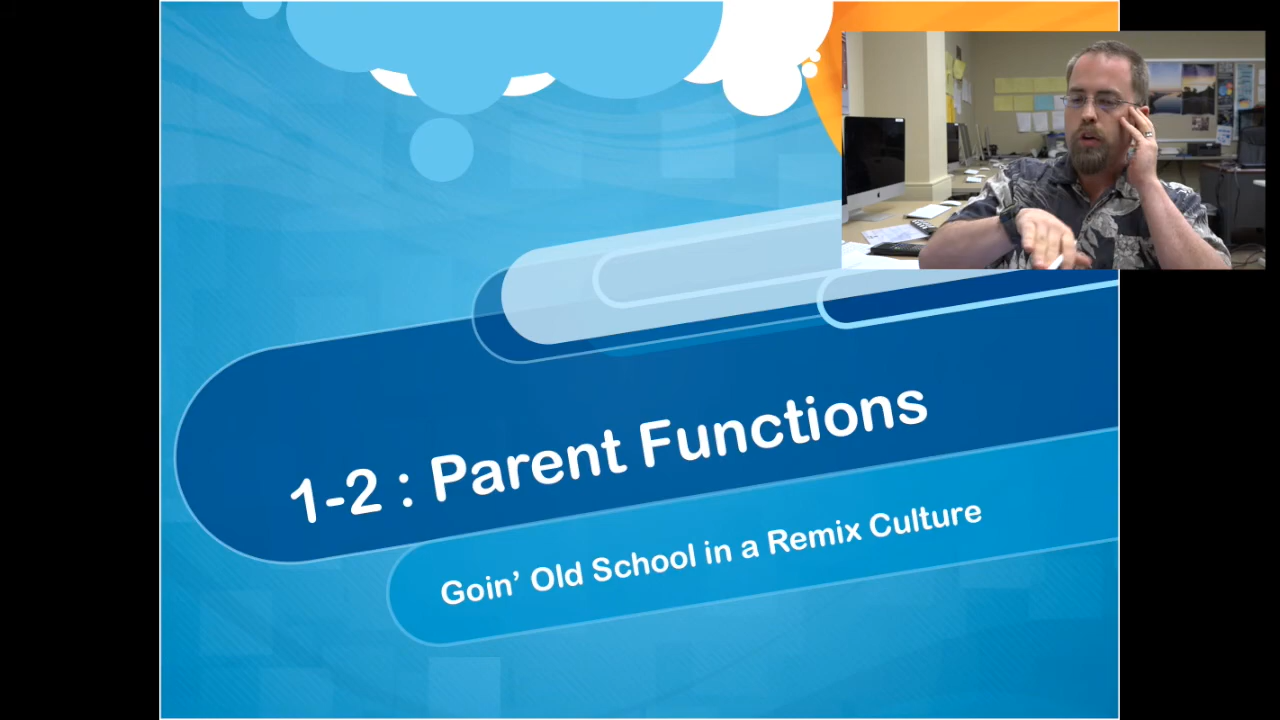 1-2 : Parent Functions
Goin’ Old School in a Remix Culture